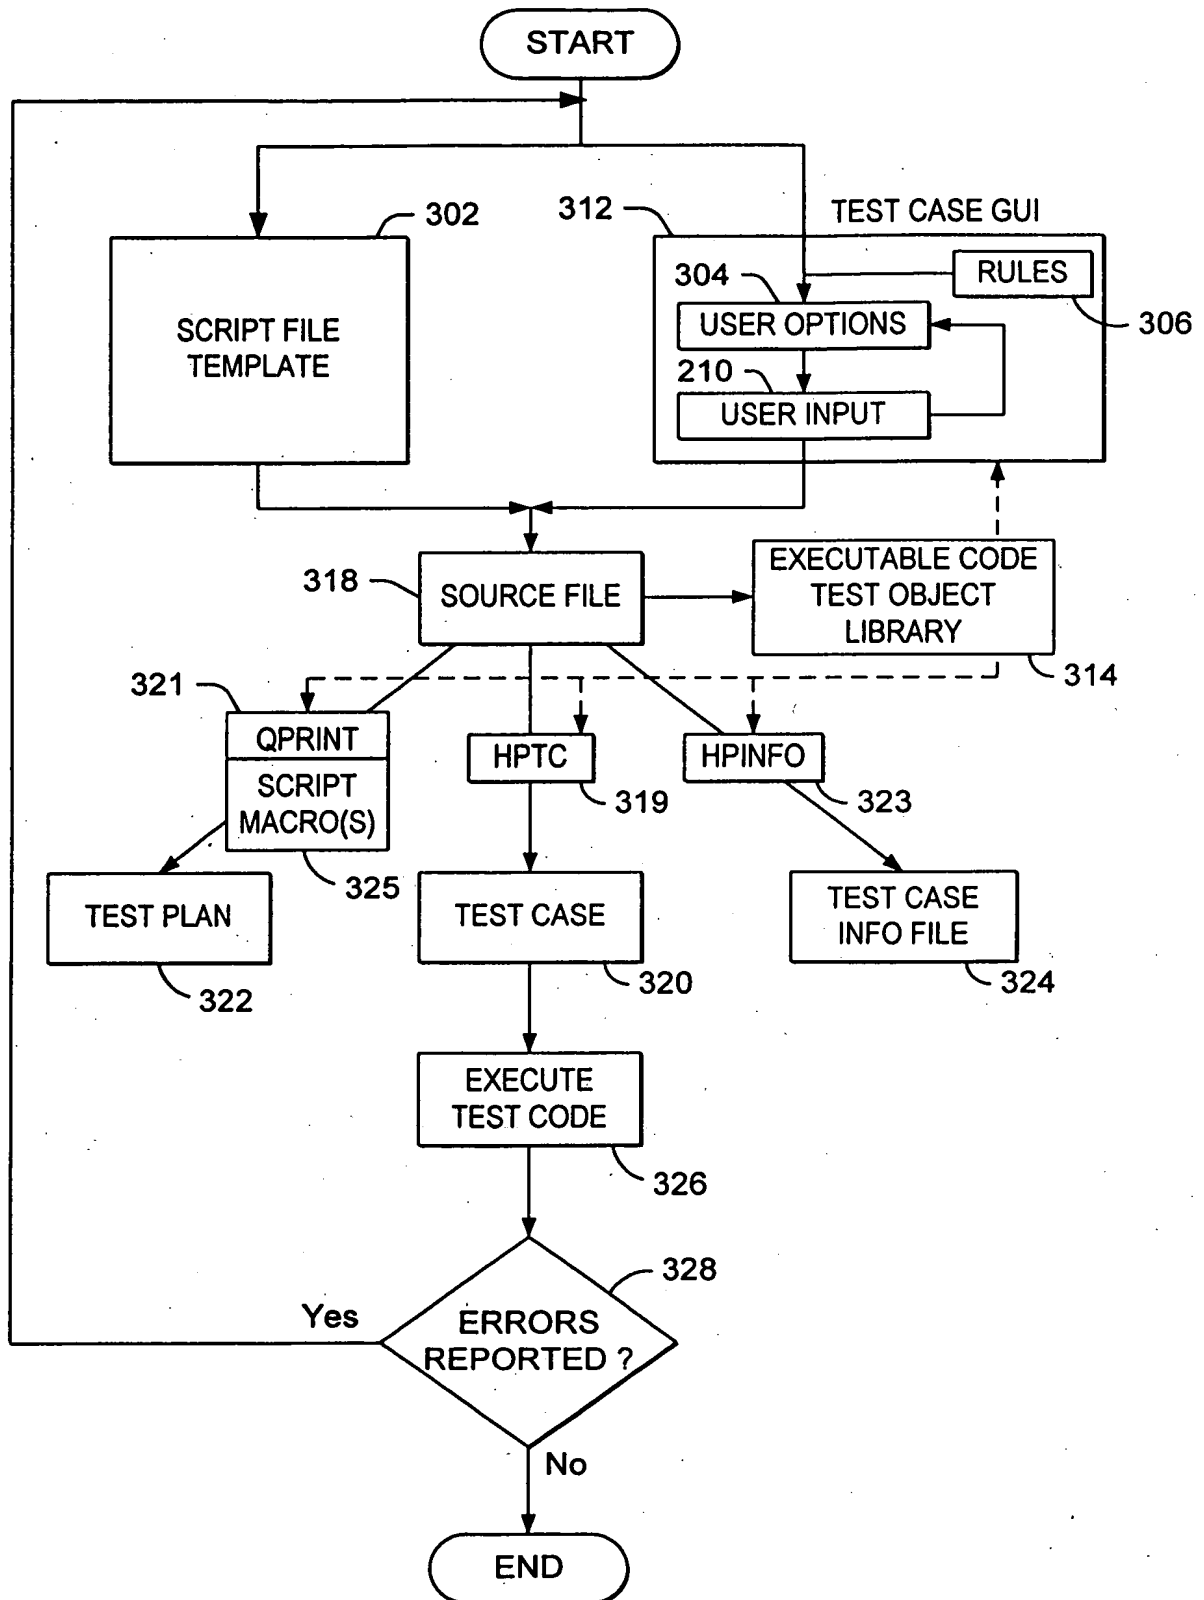 START
302
312
TEST CASE GUI
SCRIPT FILE
TEMPLATE
304
RULES
306
USER OPTIONS
210
USER INPUT
318
SOURCE FILE
EXECUTABLE CODE
TEST OBJECT
LIBRARY
314
321
QPRINT
SCRIPT
MACRO(S)
325
HPTC
319
HPINFO
323
TEST PLAN
322
TEST CASE
320
TEST CASE
INFO FILE
324
EXECUTE
TEST CODE
326
328
ERRORS
REPORTED ?
Yes
No
END